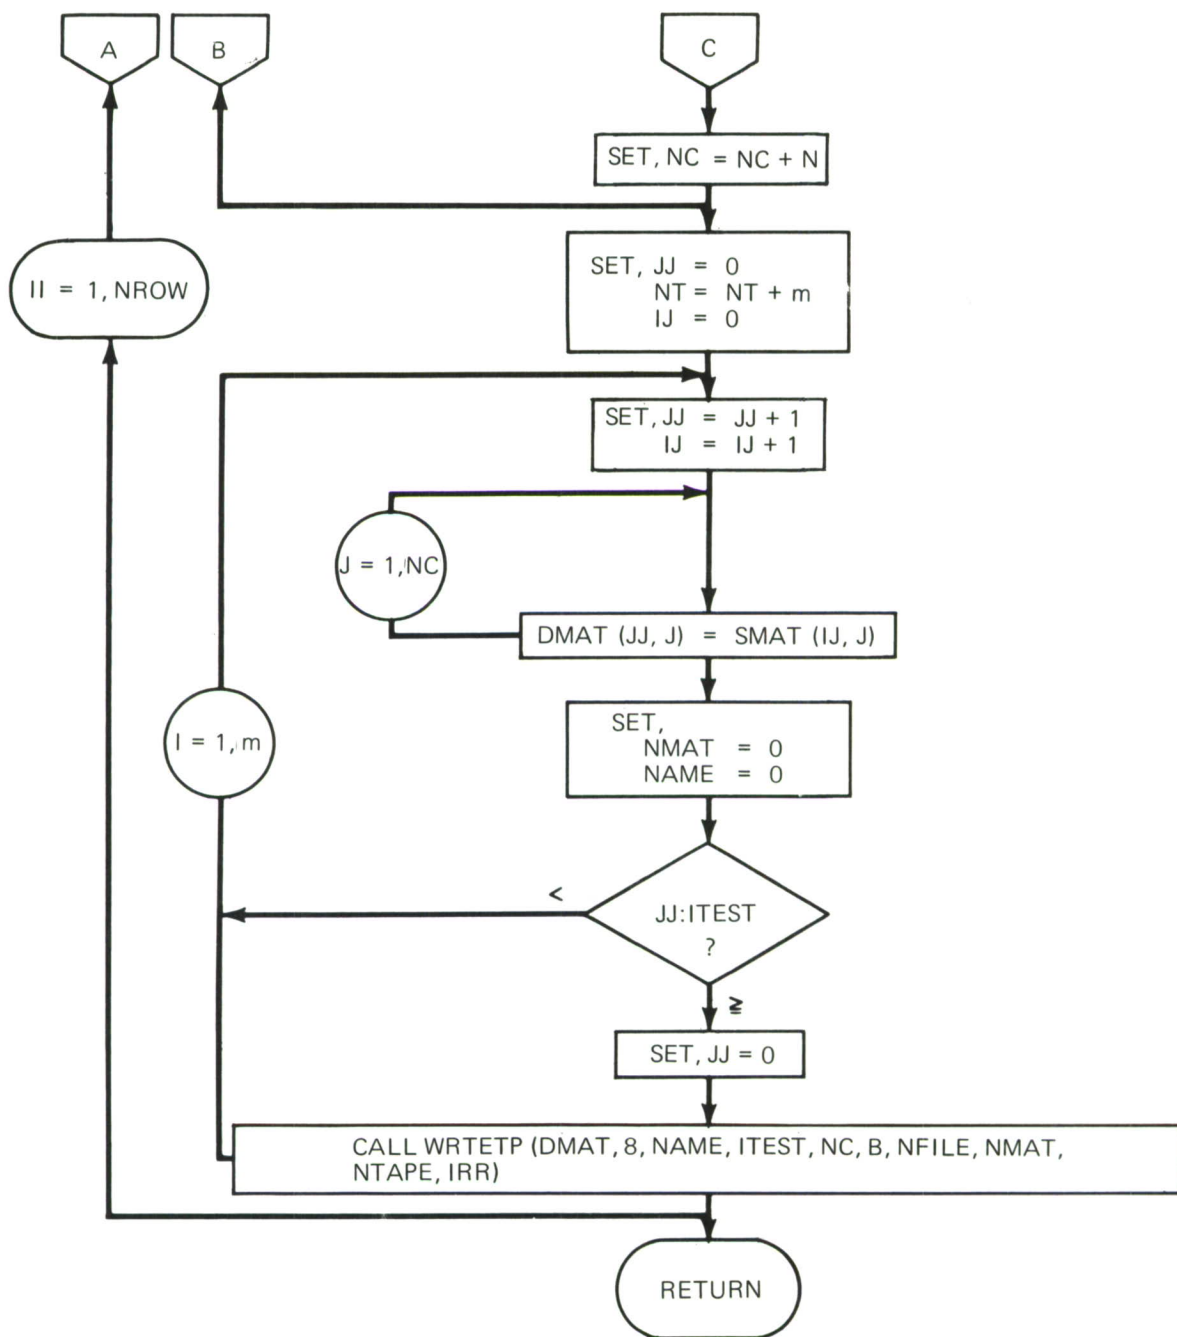 A
B
C
SET, NC = NC + N
II = 1, NROW
SET, JJ = 0
NT = NT + m
IJ = 0
SET, JJ = JJ + 1
IJ = IJ + 1
J = 1, NC
DMAT (JJ, J) = SMAT (IJ, J)
I = 1, m
SET,
NMAT = 0
NAME = 0
<
JJ:ITEST
?
≧
SET, JJ = 0
CALL WRTETP (DMAT, 8, NAME, ITEST, NC, B, NFILE, NMAT,
NTAPE, IRR)
RETURN